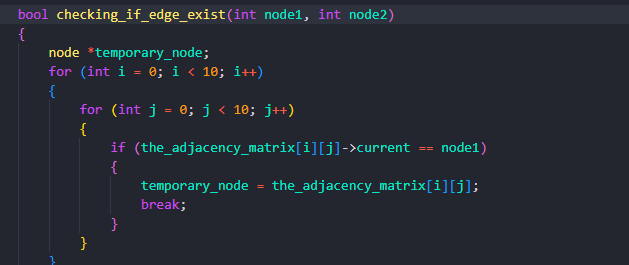 bool checking_if_edge_exist(int node1, int node2)
{
    node *temporary_node;
    for (int i = 0; i < 10; i++)
    {
        for (int j = 0; j < 10; j++)
        {
            if (the_adjacency_matrix[i][j]->current == node1)
            {
                temporary_node = the_adjacency_matrix[i][j];
                break;
            }
        }
    }